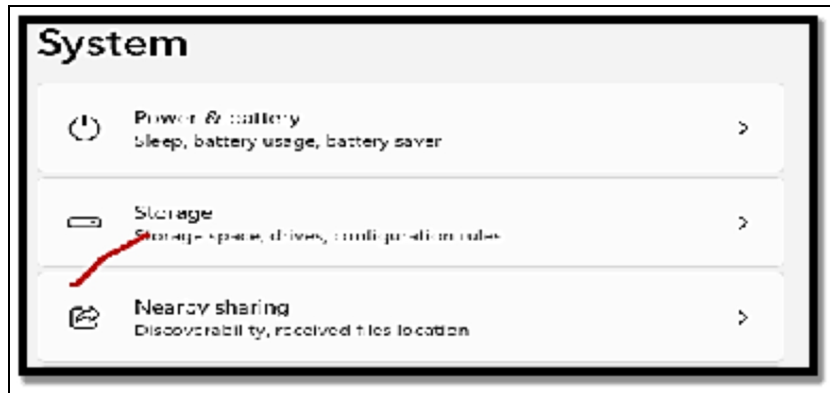 System
Power & battery
Sleep, battery usage, battery saver
Storage
Storage space, drives, configuration rules
Nearby sharing
Discoverability, received files location